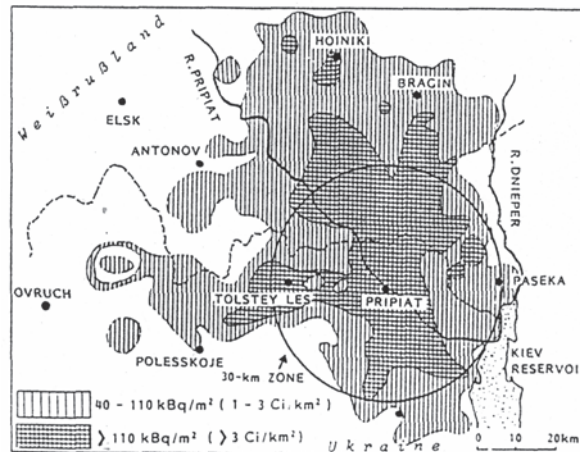 Weißrußland
HOINIKI
R. PRIPIAT
BRAGIN
ELSK
ANTONOV
R. DNIEPER
OVRUCH
TOLSTEY LES
PRIPIAT
PASEKA
POLESSKOJE
30-km ZONE
KIEV
RESERVOI
40 - 110 kBq/m² ( 1 - 3 Ci/km²)
> 110 kBq/m² ( > 3 Ci/km²)
Ukraine
0 10 20km